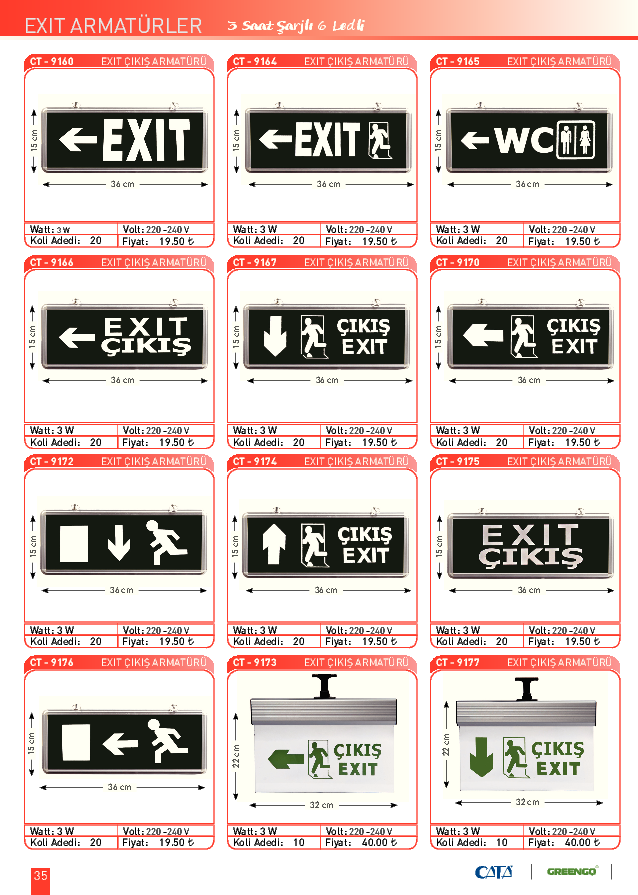 EXIT ARMATÜRLER 3 Saat Şarjlı 6 Ledli
CT - 9160 EXIT ÇIKIŞ ARMATÜRÜ
15 cm
EXIT
36 cm
Watt: 3 W Volt: 220 -240 V
Koli Adedi: 20 Fiyat: 19.50 ₺
CT - 9164 EXIT ÇIKIŞ ARMATÜRÜ
15 cm
EXIT
36 cm
Watt: 3 W Volt: 220 -240 V
Koli Adedi: 20 Fiyat: 19.50 ₺
CT - 9165 EXIT ÇIKIŞ ARMATÜRÜ
15 cm
WC
36 cm
Watt: 3 W Volt: 220 -240 V
Koli Adedi: 20 Fiyat: 19.50 ₺
CT - 9166 EXIT ÇIKIŞ ARMATÜRÜ
15 cm
EXIT
ÇIKIŞ
36 cm
Watt: 3 W Volt: 220 -240 V
Koli Adedi: 20 Fiyat: 19.50 ₺
CT - 9167 EXIT ÇIKIŞ ARMATÜRÜ
15 cm
ÇIKIŞ
EXIT
36 cm
Watt: 3 W Volt: 220 -240 V
Koli Adedi: 20 Fiyat: 19.50 ₺
CT - 9170 EXIT ÇIKIŞ ARMATÜRÜ
15 cm
ÇIKIŞ
EXIT
36 cm
Watt: 3 W Volt: 220 -240 V
Koli Adedi: 20 Fiyat: 19.50 ₺
CT - 9172 EXIT ÇIKIŞ ARMATÜRÜ
15 cm
36 cm
Watt: 3 W Volt: 220 -240 V
Koli Adedi: 20 Fiyat: 19.50 ₺
CT - 9174 EXIT ÇIKIŞ ARMATÜRÜ
15 cm
ÇIKIŞ
EXIT
36 cm
Watt: 3 W Volt: 220 -240 V
Koli Adedi: 20 Fiyat: 19.50 ₺
CT - 9175 EXIT ÇIKIŞ ARMATÜRÜ
15 cm
EXIT
ÇIKIŞ
36 cm
Watt: 3 W Volt: 220 -240 V
Koli Adedi: 20 Fiyat: 19.50 ₺
CT - 9176 EXIT ÇIKIŞ ARMATÜRÜ
15 cm
36 cm
Watt: 3 W Volt: 220 -240 V
Koli Adedi: 20 Fiyat: 19.50 ₺
CT - 9173 EXIT ÇIKIŞ ARMATÜRÜ
22 cm
ÇIKIŞ
EXIT
32 cm
Watt: 3 W Volt: 220 -240 V
Koli Adedi: 10 Fiyat: 40.00 ₺
CT - 9177 EXIT ÇIKIŞ ARMATÜRÜ
22 cm
ÇIKIŞ
EXIT
32 cm
Watt: 3 W Volt: 220 -240 V
Koli Adedi: 10 Fiyat: 40.00 ₺
35 CATA GREENGO